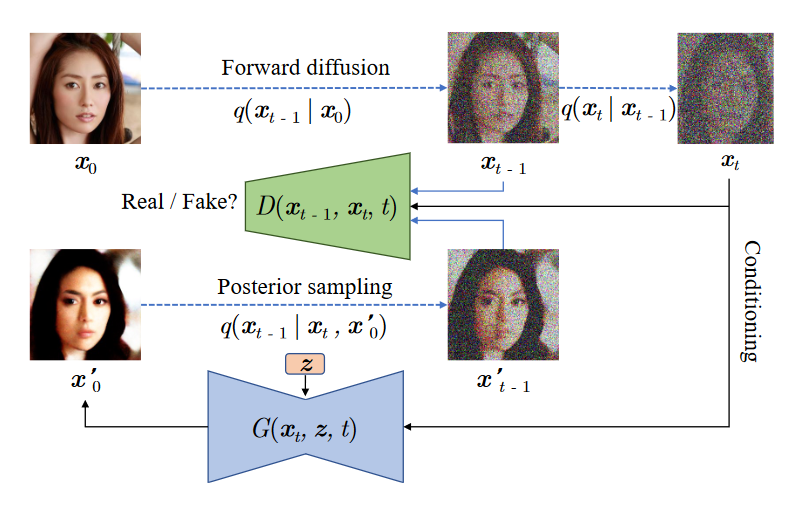 Forward diffusion
q(x_{t-1} | x_0)
q(x_t | x_{t-1})
x_0
x_{t-1}
x_t
Real / Fake?
D(x_{t-1}, x_t, t)
Conditioning
Posterior sampling
q(x_{t-1} | x_t, x'_0)
x'_0
z
x'_{t-1}
G(x_t, z, t)